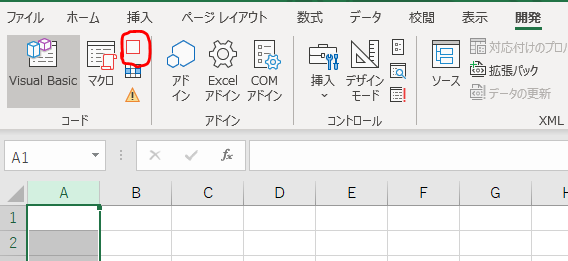 ファイル ホーム 挿入 ページ レイアウト 数式 データ 校閲 表示 開発
Visual Basic
マクロ
コード
アド
イン
Excel
アドイン
COM
アドイン
アドイン
挿入
デザイン
モード
コントロール
ソース
対応付けのプロパ
拡張パック
データの更新
XML
A1
fx
A B C D E F G H
1
2